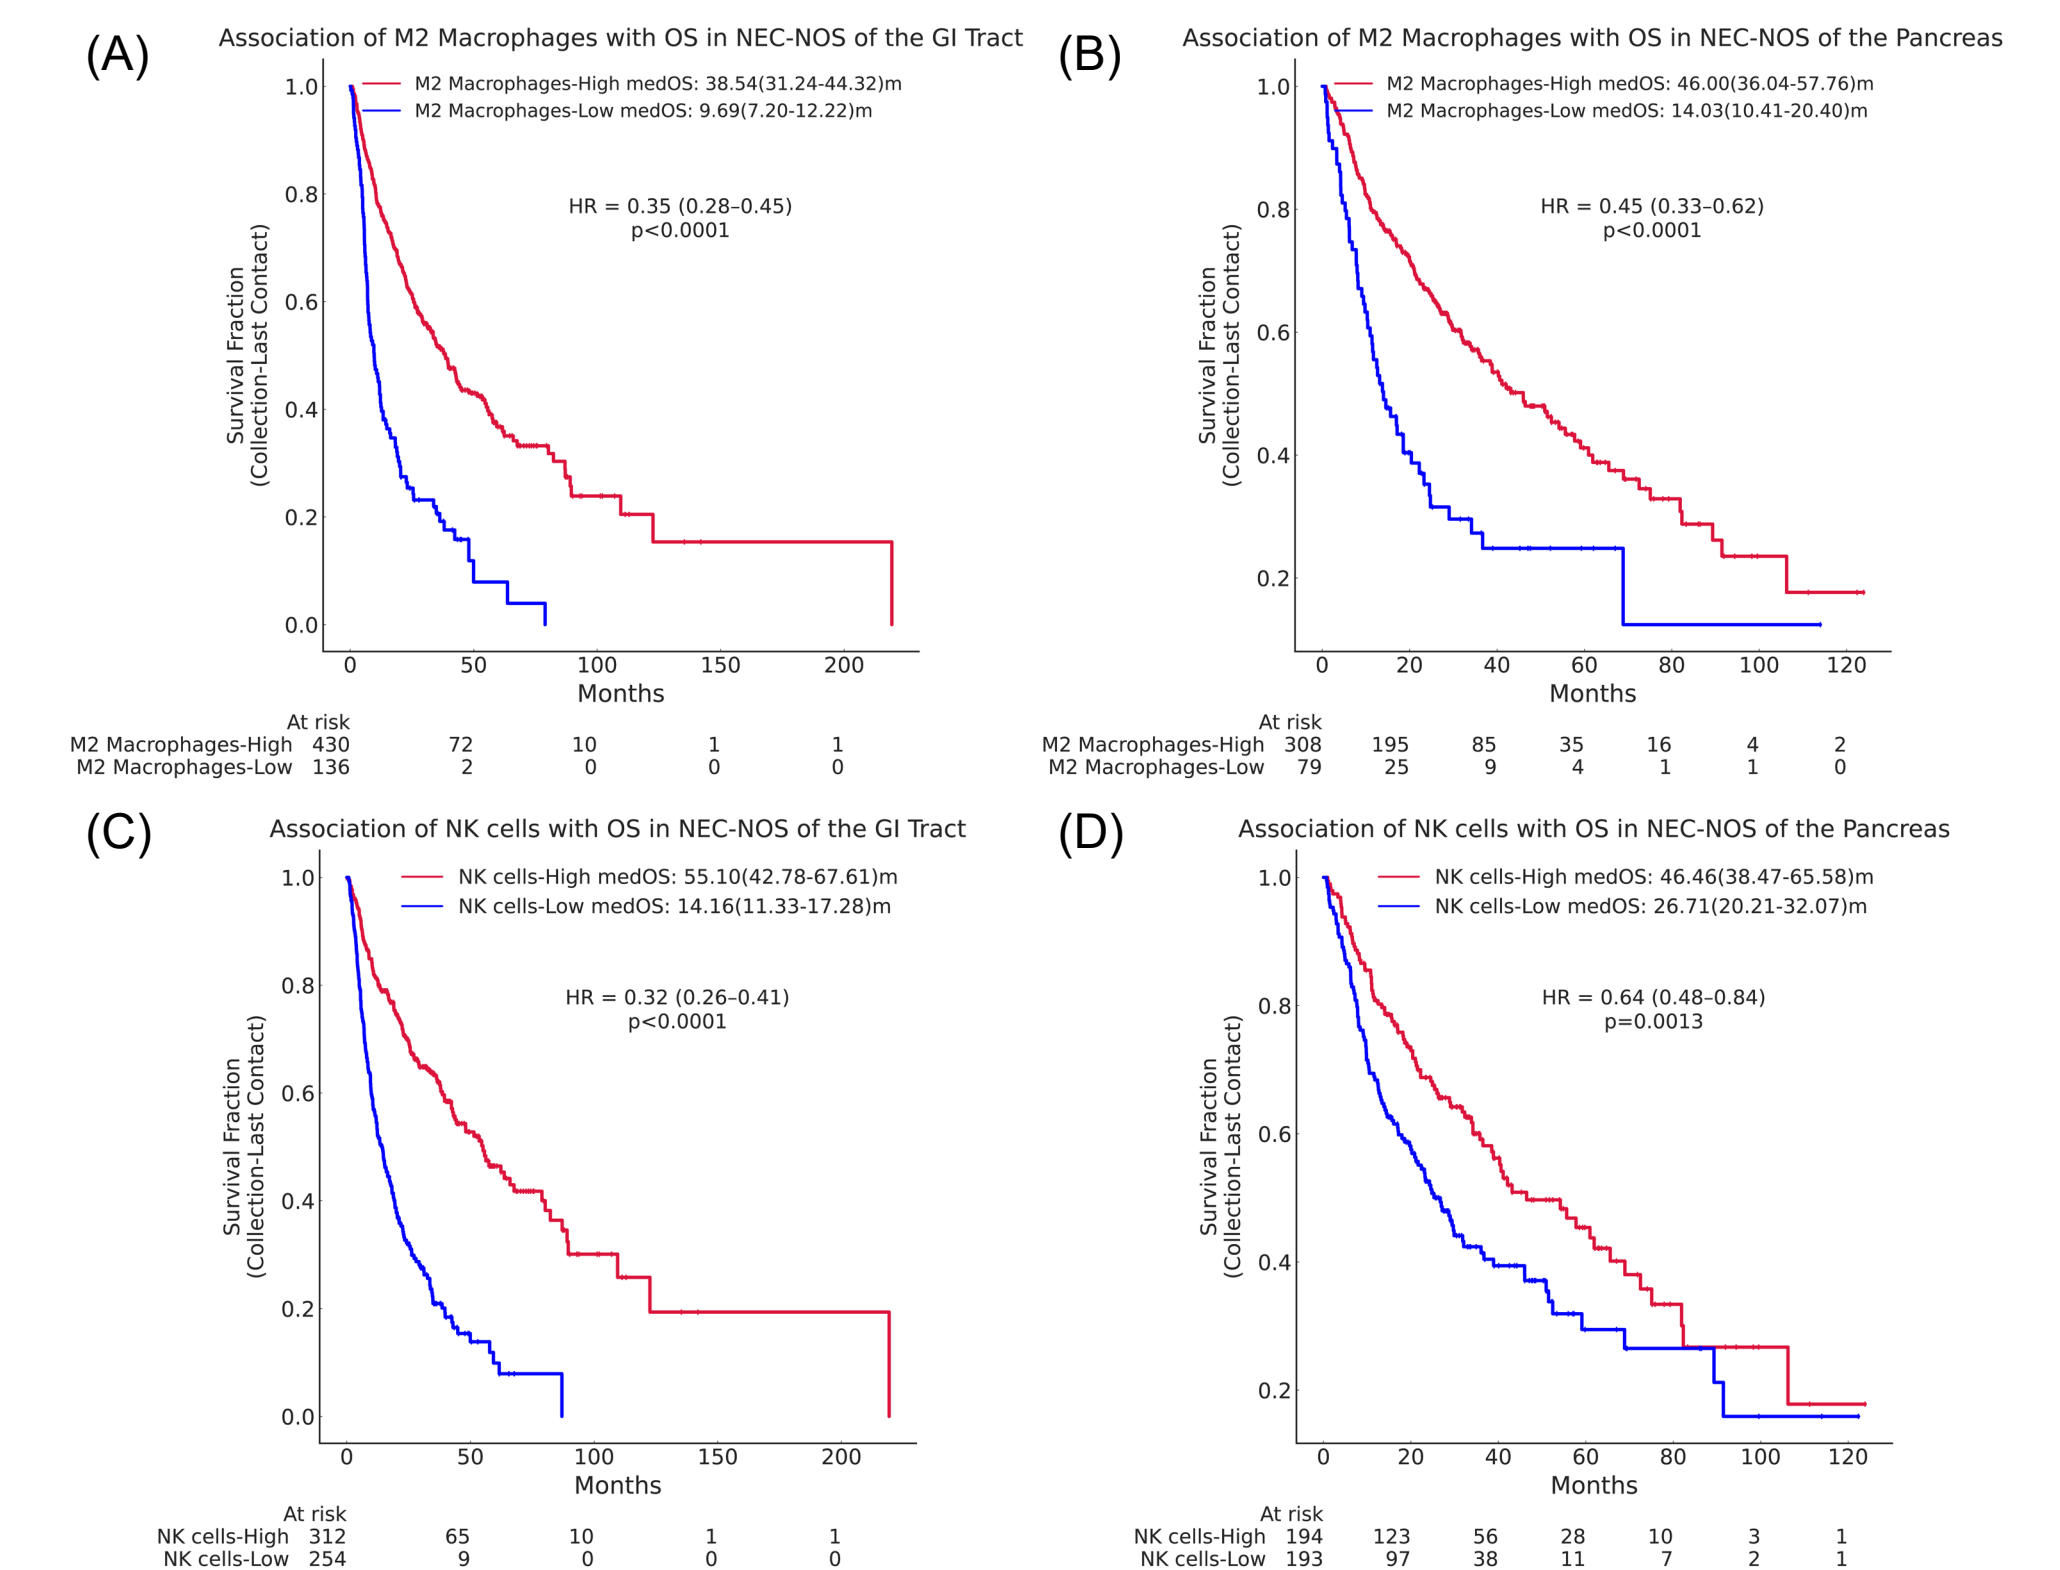 (A)
Association of M2 Macrophages with OS in NEC-NOS of the GI Tract
M2 Macrophages-High medOS: 38.54(31.24-44.32)m
M2 Macrophages-Low medOS: 9.69(7.20-12.22)m
HR = 0.35 (0.28–0.45)
p<0.0001
Survival Fraction
(Collection-Last Contact)
1.0
0.8
0.6
0.4
0.2
0.0
0 50 100 150 200
Months
At risk
M2 Macrophages-High 430 72 10 1 1
M2 Macrophages-Low 136 2 0 0 0
(B)
Association of M2 Macrophages with OS in NEC-NOS of the Pancreas
M2 Macrophages-High medOS: 46.00(36.04-57.76)m
M2 Macrophages-Low medOS: 14.03(10.41-20.40)m
HR = 0.45 (0.33–0.62)
p<0.0001
Survival Fraction
(Collection-Last Contact)
1.0
0.8
0.6
0.4
0.2
0 20 40 60 80 100 120
Months
At risk
M2 Macrophages-High 308 195 85 35 16 4 2
M2 Macrophages-Low 79 25 9 4 1 1 0
(C)
Association of NK cells with OS in NEC-NOS of the GI Tract
NK cells-High medOS: 55.10(42.78-67.61)m
NK cells-Low medOS: 14.16(11.33-17.28)m
HR = 0.32 (0.26–0.41)
p<0.0001
Survival Fraction
(Collection-Last Contact)
1.0
0.8
0.6
0.4
0.2
0.0
0 50 100 150 200
Months
At risk
NK cells-High 312 65 10 1 1
NK cells-Low 254 9 0 0 0
(D)
Association of NK cells with OS in NEC-NOS of the Pancreas
NK cells-High medOS: 46.46(38.47-65.58)m
NK cells-Low medOS: 26.71(20.21-32.07)m
HR = 0.64 (0.48–0.84)
p=0.0013
Survival Fraction
(Collection-Last Contact)
1.0
0.8
0.6
0.4
0.2
0 20 40 60 80 100 120
Months
At risk
NK cells-High 194 123 56 28 10 3 1
NK cells-Low 193 97 38 11 7 2 1